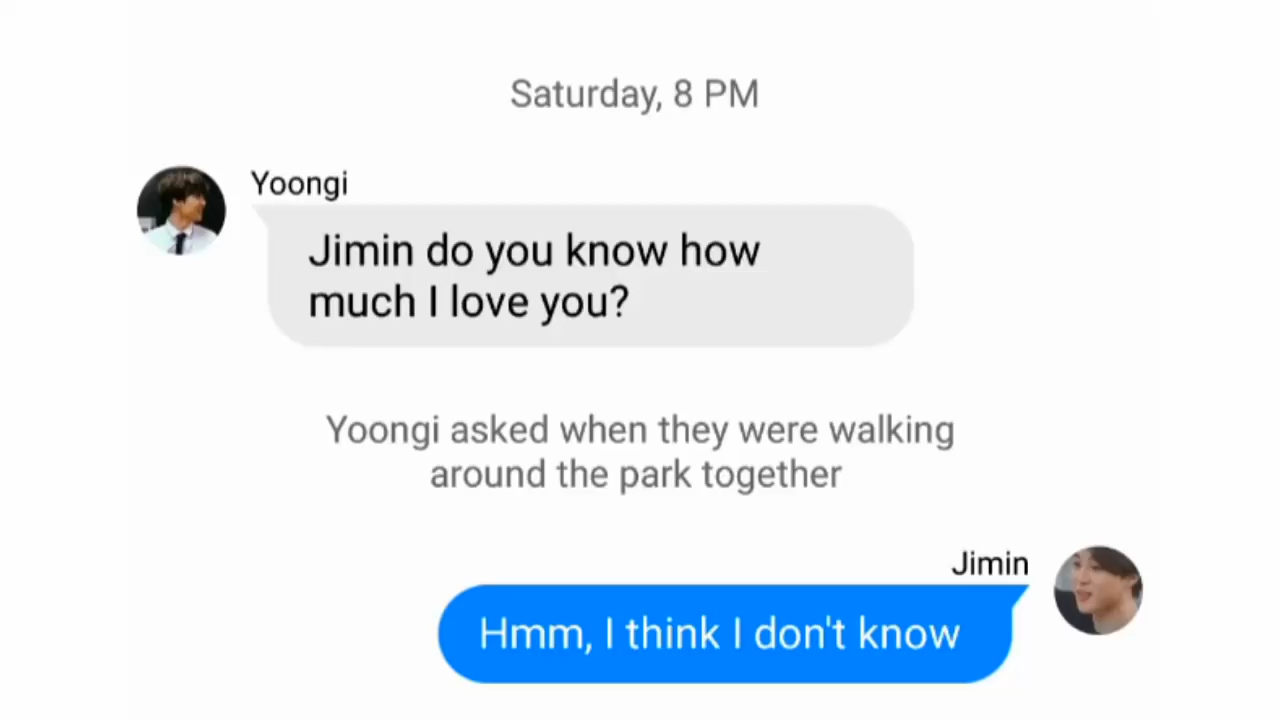 Saturday, 8 PM
Yoongi
Jimin do you know how
much I love you?
Yoongi asked when they were walking
around the park together
Jimin
Hmm, I think I don't know